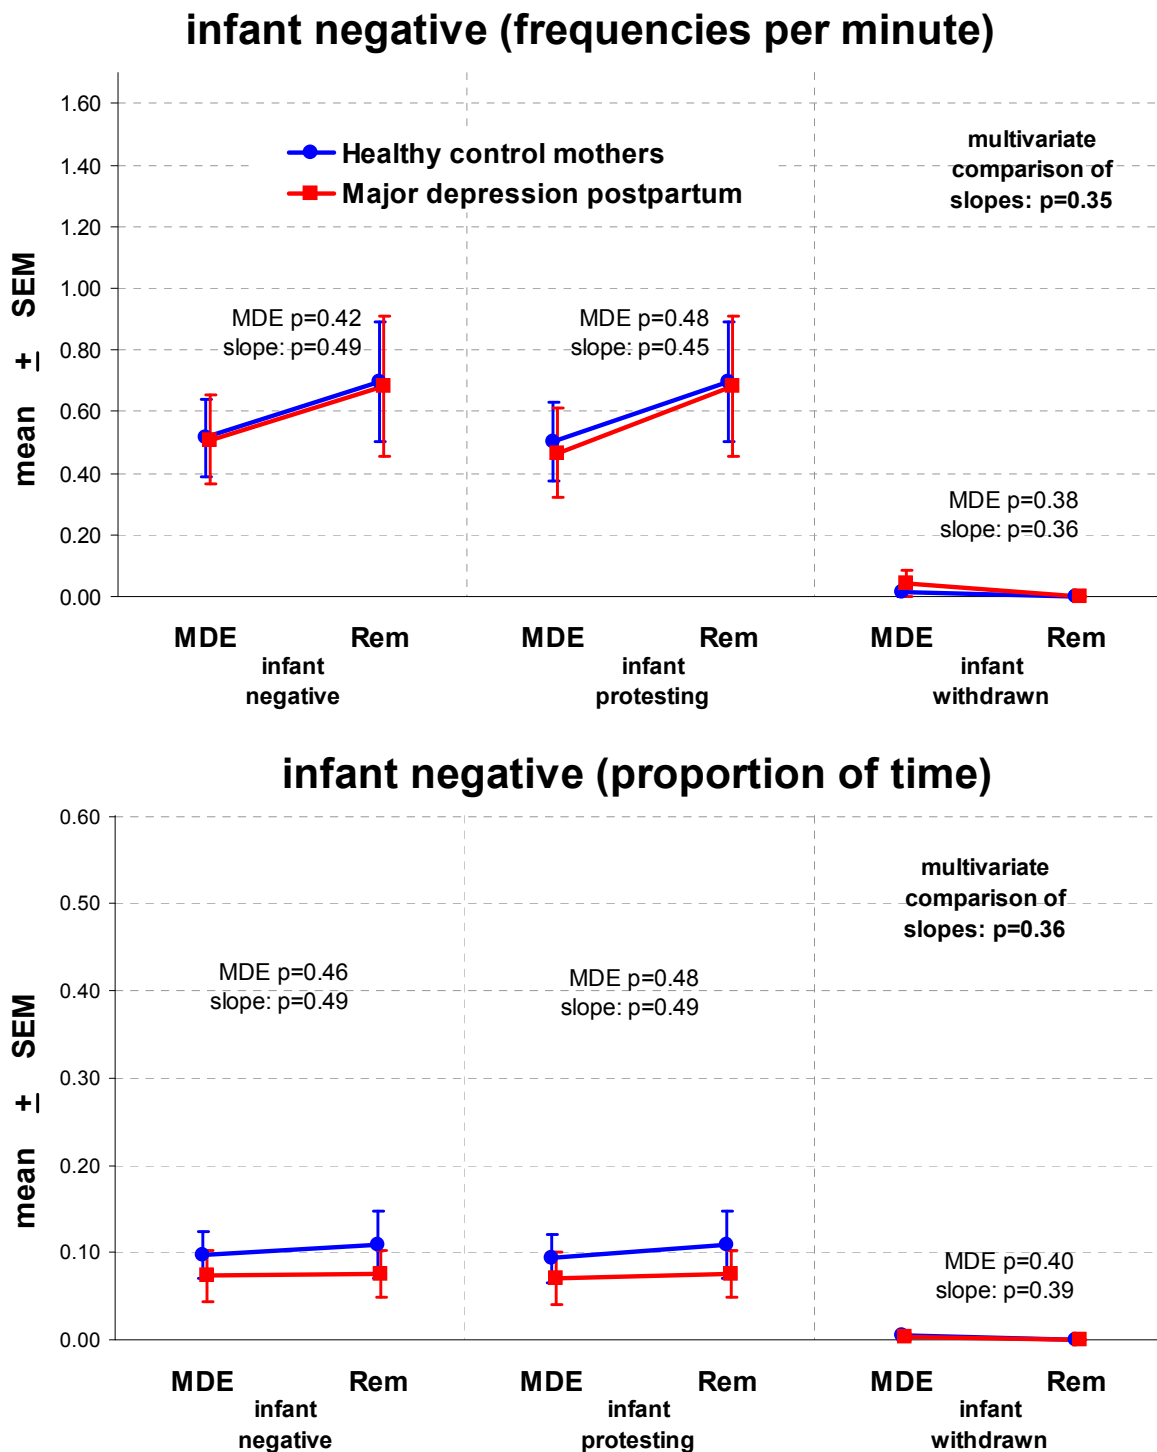 infant negative (frequencies per minute)
1.60
1.40
1.20
1.00
0.80
0.60
0.40
0.20
0.00
mean ± SEM
Healthy control mothers
Major depression postpartum
multivariate
comparison of
slopes: p=0.35
MDE p=0.42
slope: p=0.49
MDE p=0.48
slope: p=0.45
MDE p=0.38
slope: p=0.36
MDE Rem MDE Rem MDE Rem
infant infant infant
negative protesting withdrawn
infant negative (proportion of time)
0.60
0.50
0.40
0.30
0.20
0.10
0.00
mean ± SEM
multivariate
comparison of
slopes: p=0.36
MDE p=0.46
slope: p=0.49
MDE p=0.48
slope: p=0.49
MDE p=0.40
slope: p=0.39
MDE Rem MDE Rem MDE Rem
infant infant infant
negative protesting withdrawn